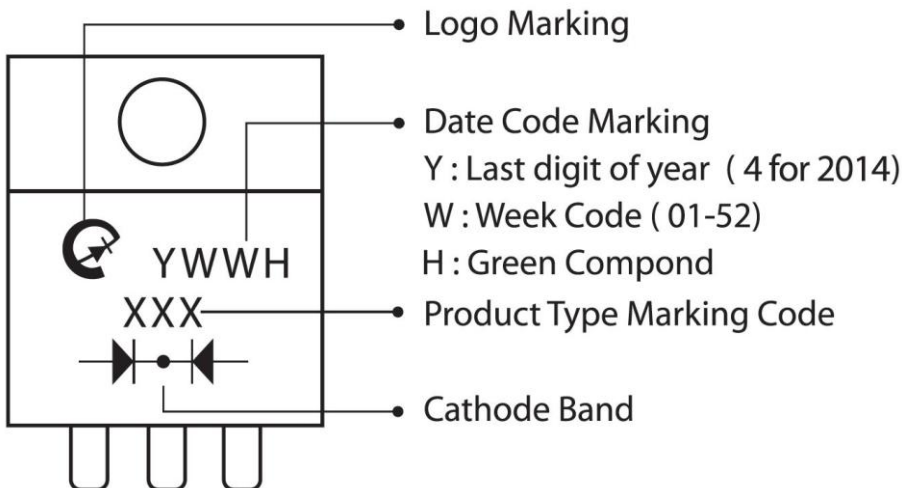 Logo Marking
Date Code Marking
Y : Last digit of year ( 4 for 2014)
W : Week Code ( 01-52)
H : Green Compond
YWWH
XXX
Product Type Marking Code
Cathode Band